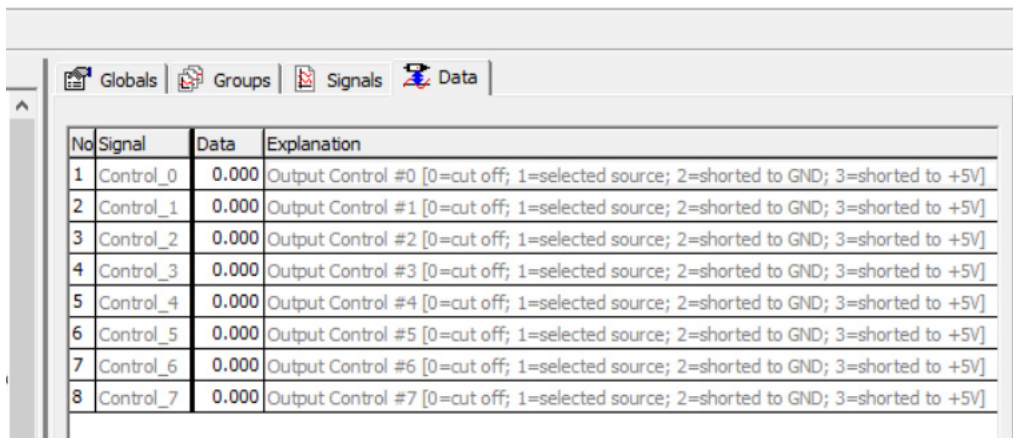 Globals Groups Signals Data
No Signal Data Explanation
1 Control_0 0.000 Output Control #0 [0=cut off; 1=selected source; 2=shorted to GND; 3=shorted to +5V]
2 Control_1 0.000 Output Control #1 [0=cut off; 1=selected source; 2=shorted to GND; 3=shorted to +5V]
3 Control_2 0.000 Output Control #2 [0=cut off; 1=selected source; 2=shorted to GND; 3=shorted to +5V]
4 Control_3 0.000 Output Control #3 [0=cut off; 1=selected source; 2=shorted to GND; 3=shorted to +5V]
5 Control_4 0.000 Output Control #4 [0=cut off; 1=selected source; 2=shorted to GND; 3=shorted to +5V]
6 Control_5 0.000 Output Control #5 [0=cut off; 1=selected source; 2=shorted to GND; 3=shorted to +5V]
7 Control_6 0.000 Output Control #6 [0=cut off; 1=selected source; 2=shorted to GND; 3=shorted to +5V]
8 Control_7 0.000 Output Control #7 [0=cut off; 1=selected source; 2=shorted to GND; 3=shorted to +5V]